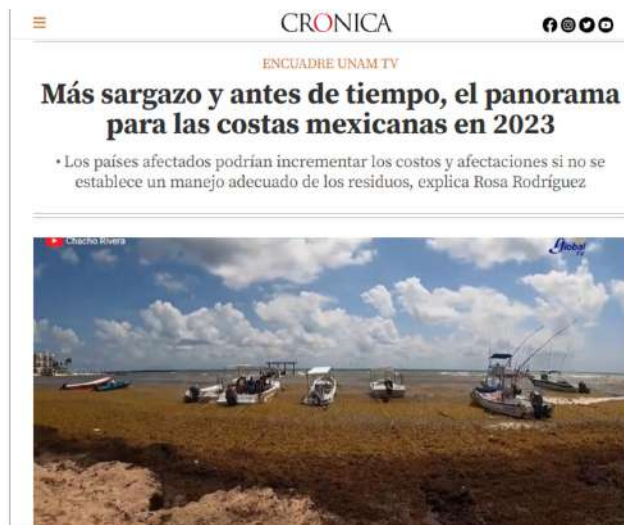 CRONICA
ENCUADRE UNAM TV
Más sargazo y antes de tiempo, el panorama
para las costas mexicanas en 2023
• Los países afectados podrían incrementar los costos y afectaciones si no se
establece un manejo adecuado de los residuos, explica Rosa Rodríguez
Chacho Rivera
Global
TV